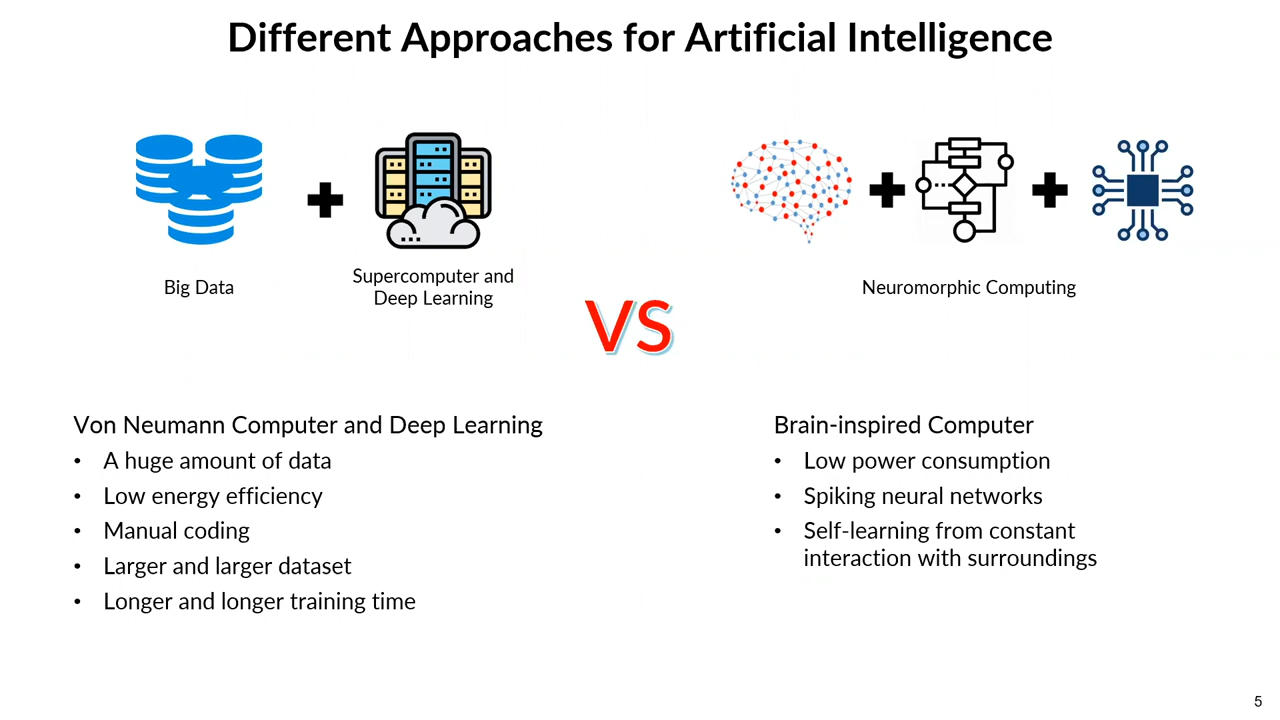 Different Approaches for Artificial Intelligence
Big Data
Supercomputer and
Deep Learning
Neuromorphic Computing
VS
Von Neumann Computer and Deep Learning
• A huge amount of data
• Low energy efficiency
• Manual coding
• Larger and larger dataset
• Longer and longer training time
Brain-inspired Computer
• Low power consumption
• Spiking neural networks
• Self-learning from constant
interaction with surroundings
5